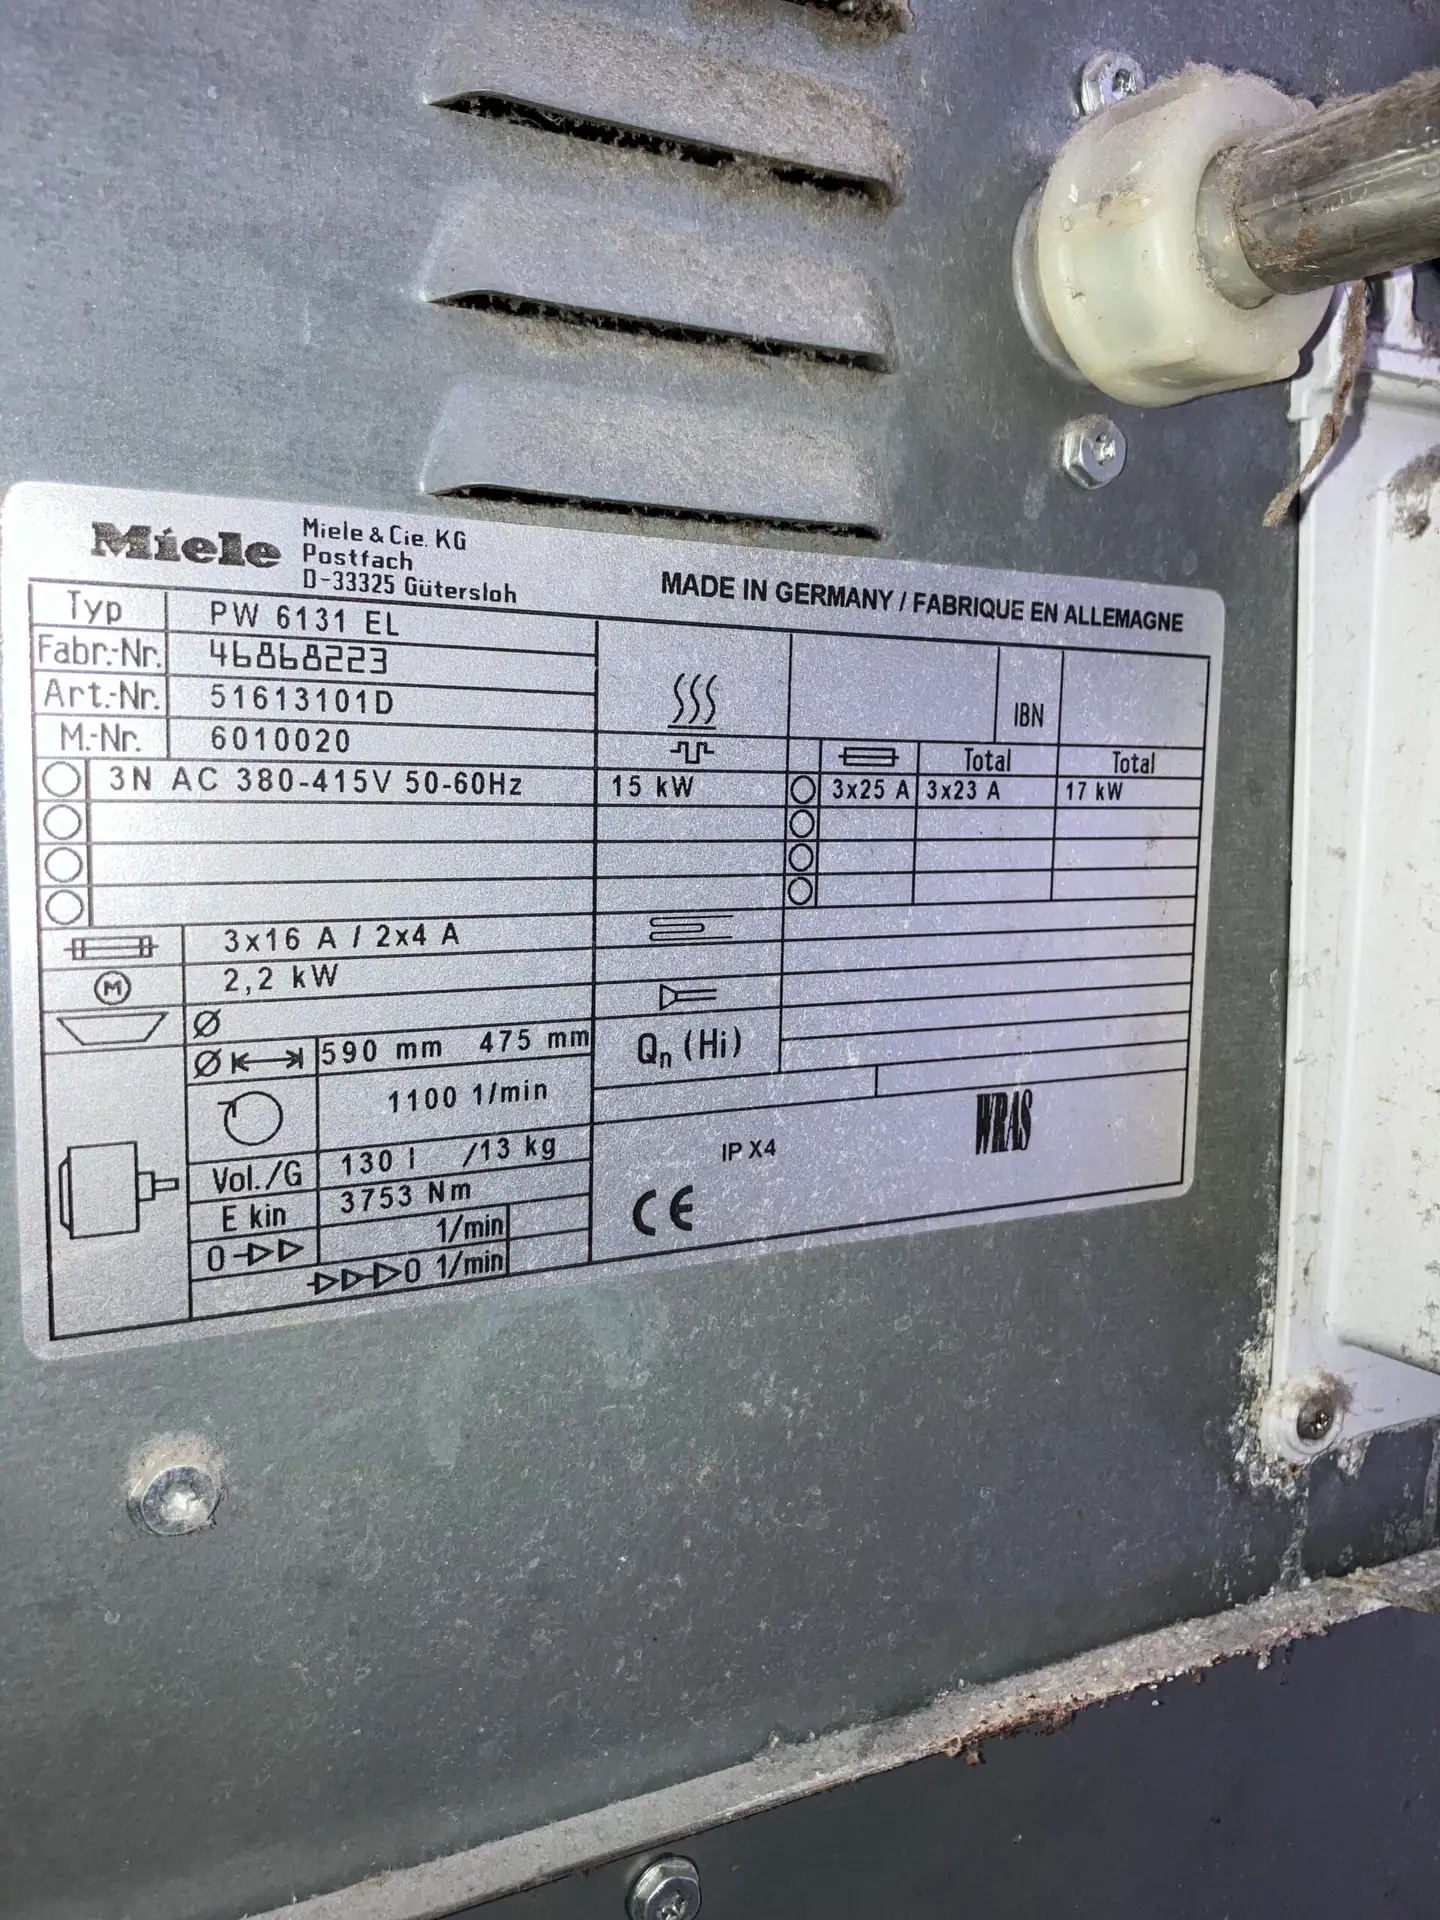 Miele
Miele & Cie. KG
Postfach
D-33325 Gütersloh
MADE IN GERMANY / FABRIQUE EN ALLEMAGNE
Typ PW 6131 EL
Fabr.-Nr. 46868223
Art.-Nr. 51613101D
M.-Nr. 6010020
IBN
Total Total
3N AC 380-415V 50-60Hz 15 kW 3x25 A 3x23 A 17 kW
3x16 A / 2x4 A
M 2,2 kW
Ø
Ø 590 mm 475 mm
Qn (Hi)
1100 1/min
Vol./G 130 l /13 kg
E kin 3753 Nm
0 1/min
0 1/min
IP X4
WRAS
CE